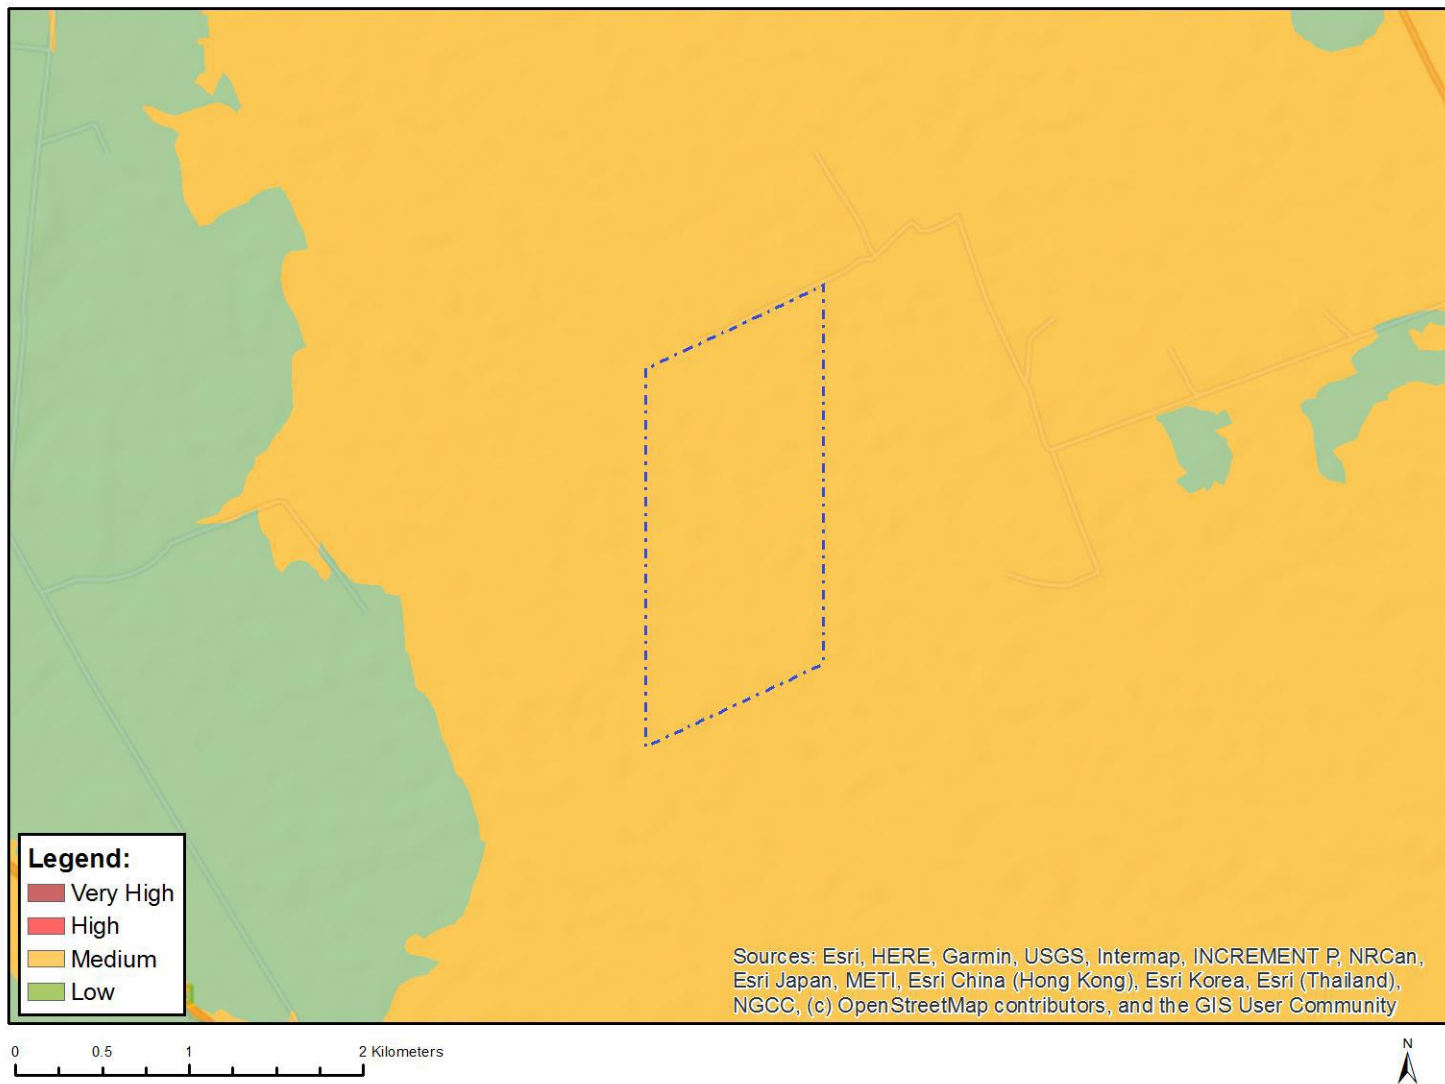 Legend:
Very High
High
Medium
Low
Sources: Esri, HERE, Garmin, USGS, Intermap, INCREMENT P, NRCan,
Esri Japan, METI, Esri China (Hong Kong), Esri Korea, Esri (Thailand),
NGCC, (c) OpenStreetMap contributors, and the GIS User Community
0 0.5 1 2 Kilometers
N